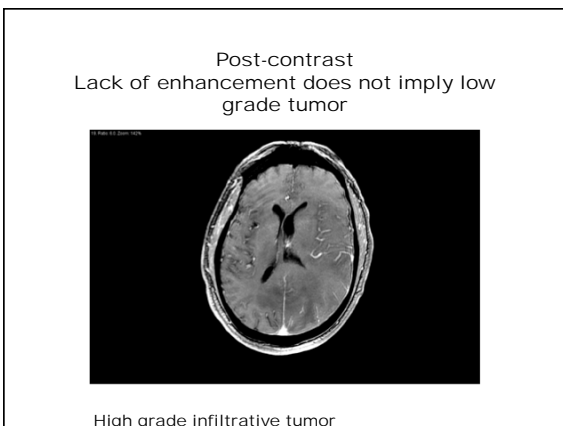 Post-contrast
Lack of enhancement does not imply low
grade tumor
High grade infiltrative tumor